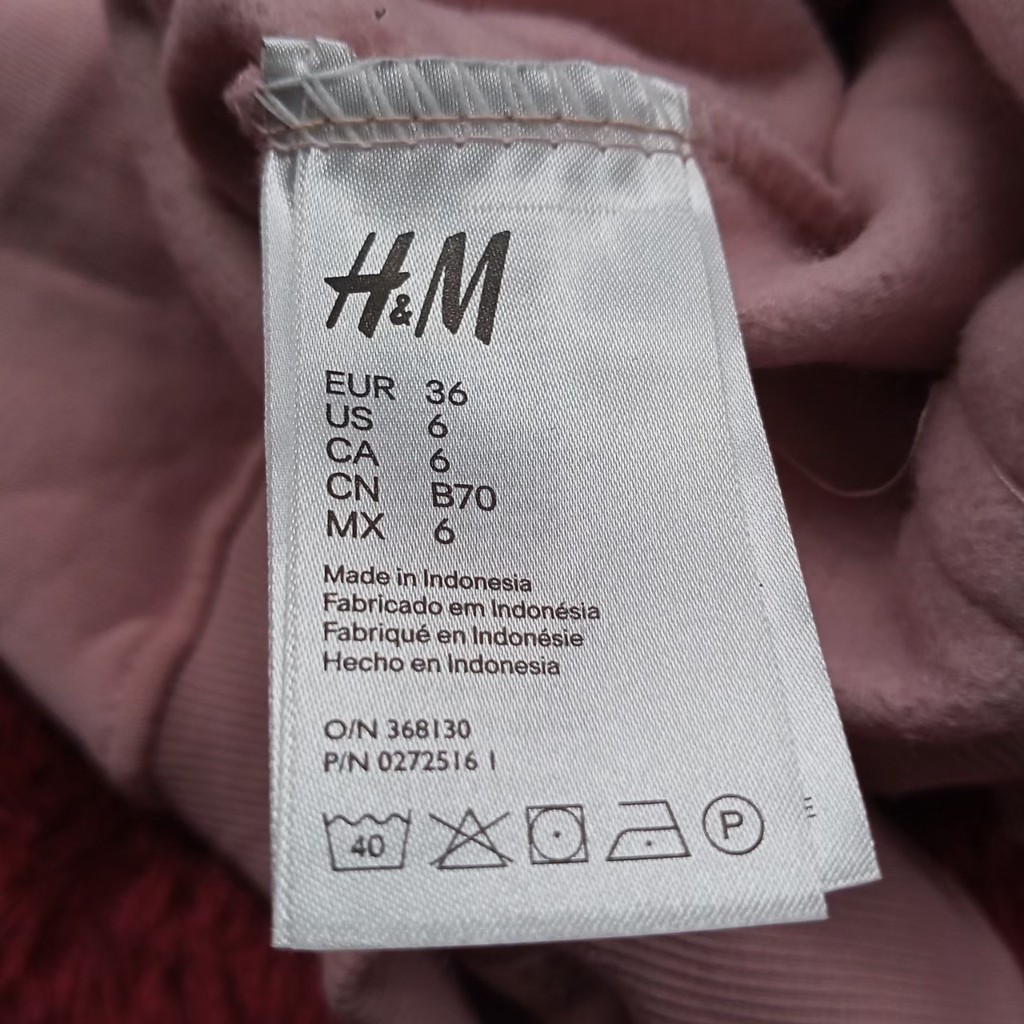 H&M
EUR 36
US 6
CA 6
CN B70
MX 6
Made in Indonesia
Fabricado em Indonésia
Fabriqué en Indonésie
Hecho en Indonesia
O/N 368130
P/N 0272516 1
40
P
E